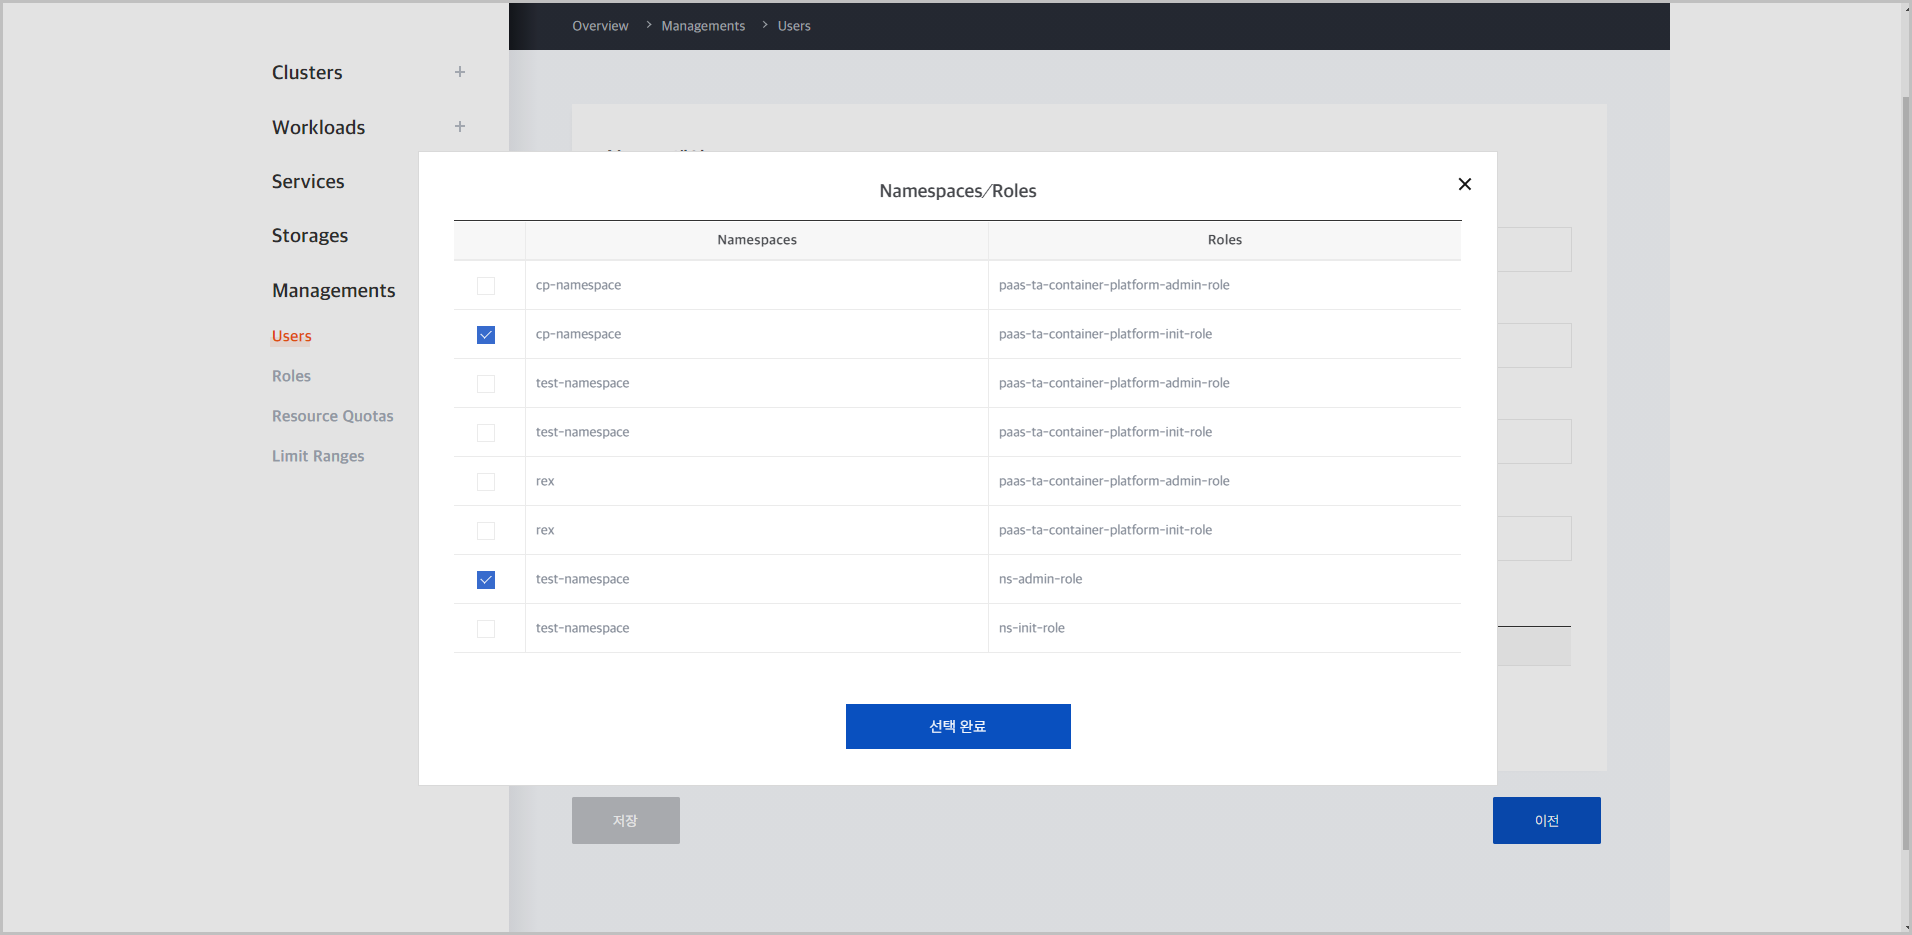 Overview > Managements > Users
Clusters +
Workloads +
Services
Storages
Managements
Users
Roles
Resource Quotas
Limit Ranges
Namespaces/Roles
Namespaces Roles
cp-namespace paas-ta-container-platform-admin-role
cp-namespace paas-ta-container-platform-init-role
test-namespace paas-ta-container-platform-admin-role
test-namespace paas-ta-container-platform-init-role
rex paas-ta-container-platform-admin-role
rex paas-ta-container-platform-init-role
test-namespace ns-admin-role
test-namespace ns-init-role
선택 완료
저장 이전